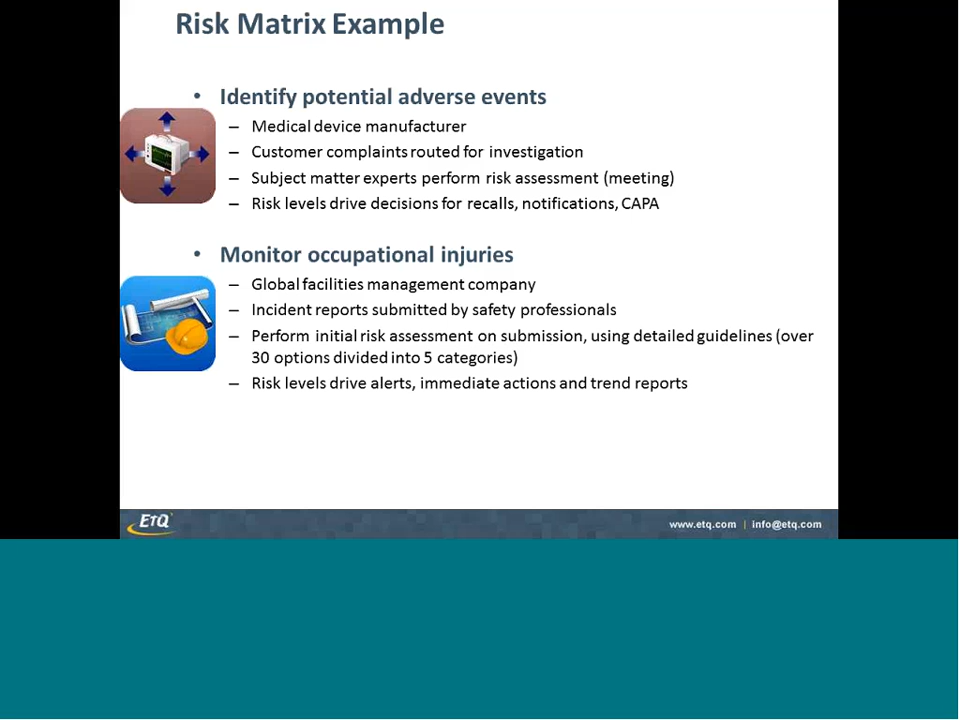 Risk Matrix Example
• Identify potential adverse events
– Medical device manufacturer
– Customer complaints routed for investigation
– Subject matter experts perform risk assessment (meeting)
– Risk levels drive decisions for recalls, notifications, CAPA
• Monitor occupational injuries
– Global facilities management company
– Incident reports submitted by safety professionals
– Perform initial risk assessment on submission, using detailed guidelines (over
30 options divided into 5 categories)
– Risk levels drive alerts, immediate actions and trend reports
ETQ
www.etq.com | info@etq.com